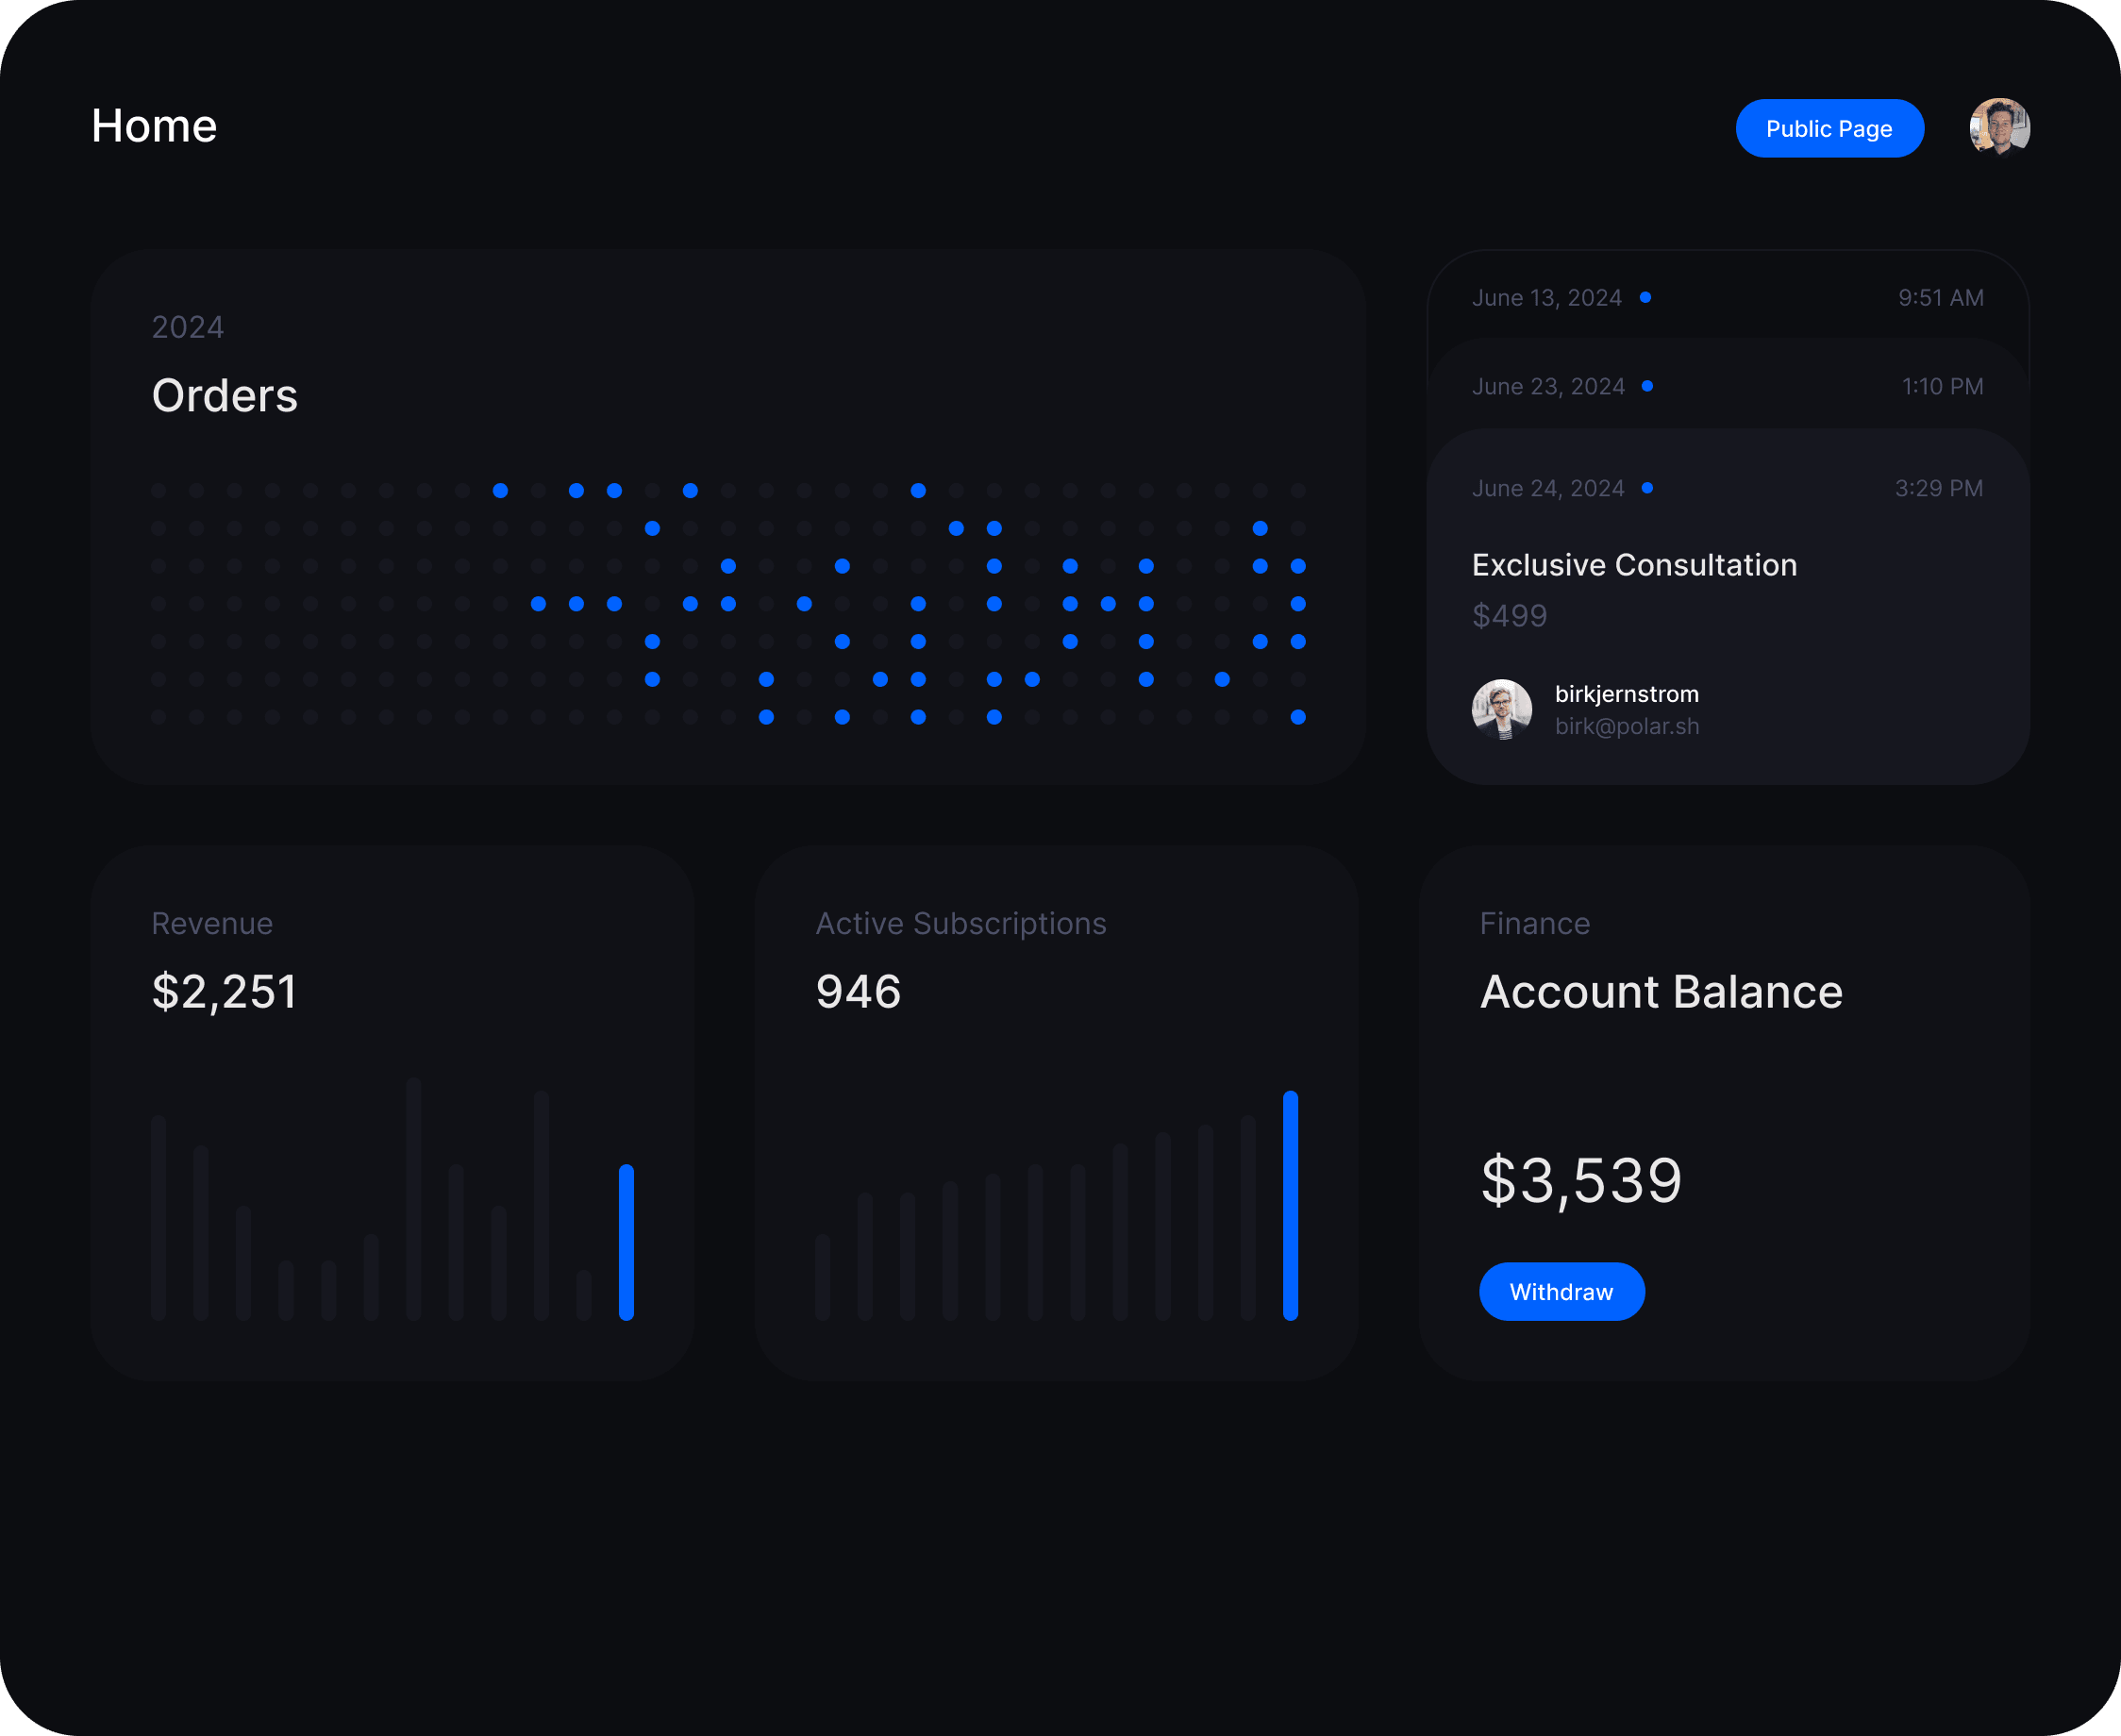 Home
Public Page
2024
Orders
June 13, 2024
9:51 AM
June 23, 2024
1:10 PM
June 24, 2024
3:29 PM
Exclusive Consultation
$499
birkjernstrom
birk@polar.sh
Revenue
$2,251
Active Subscriptions
946
Finance
Account Balance
$3,539
Withdraw